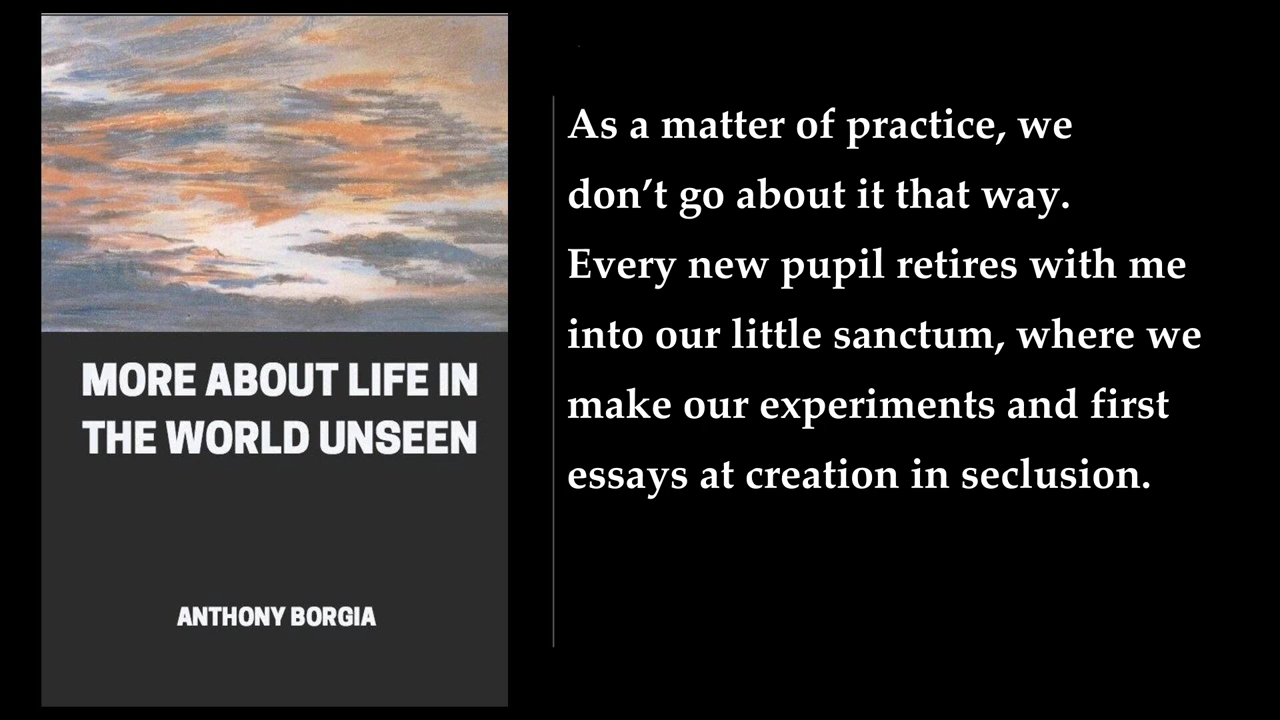 MORE ABOUT LIFE IN
THE WORLD UNSEEN
ANTHONY BORGIA
As a matter of practice, we
don’t go about it that way.
Every new pupil retires with me
into our little sanctum, where we
make our experiments and first
essays at creation in seclusion.